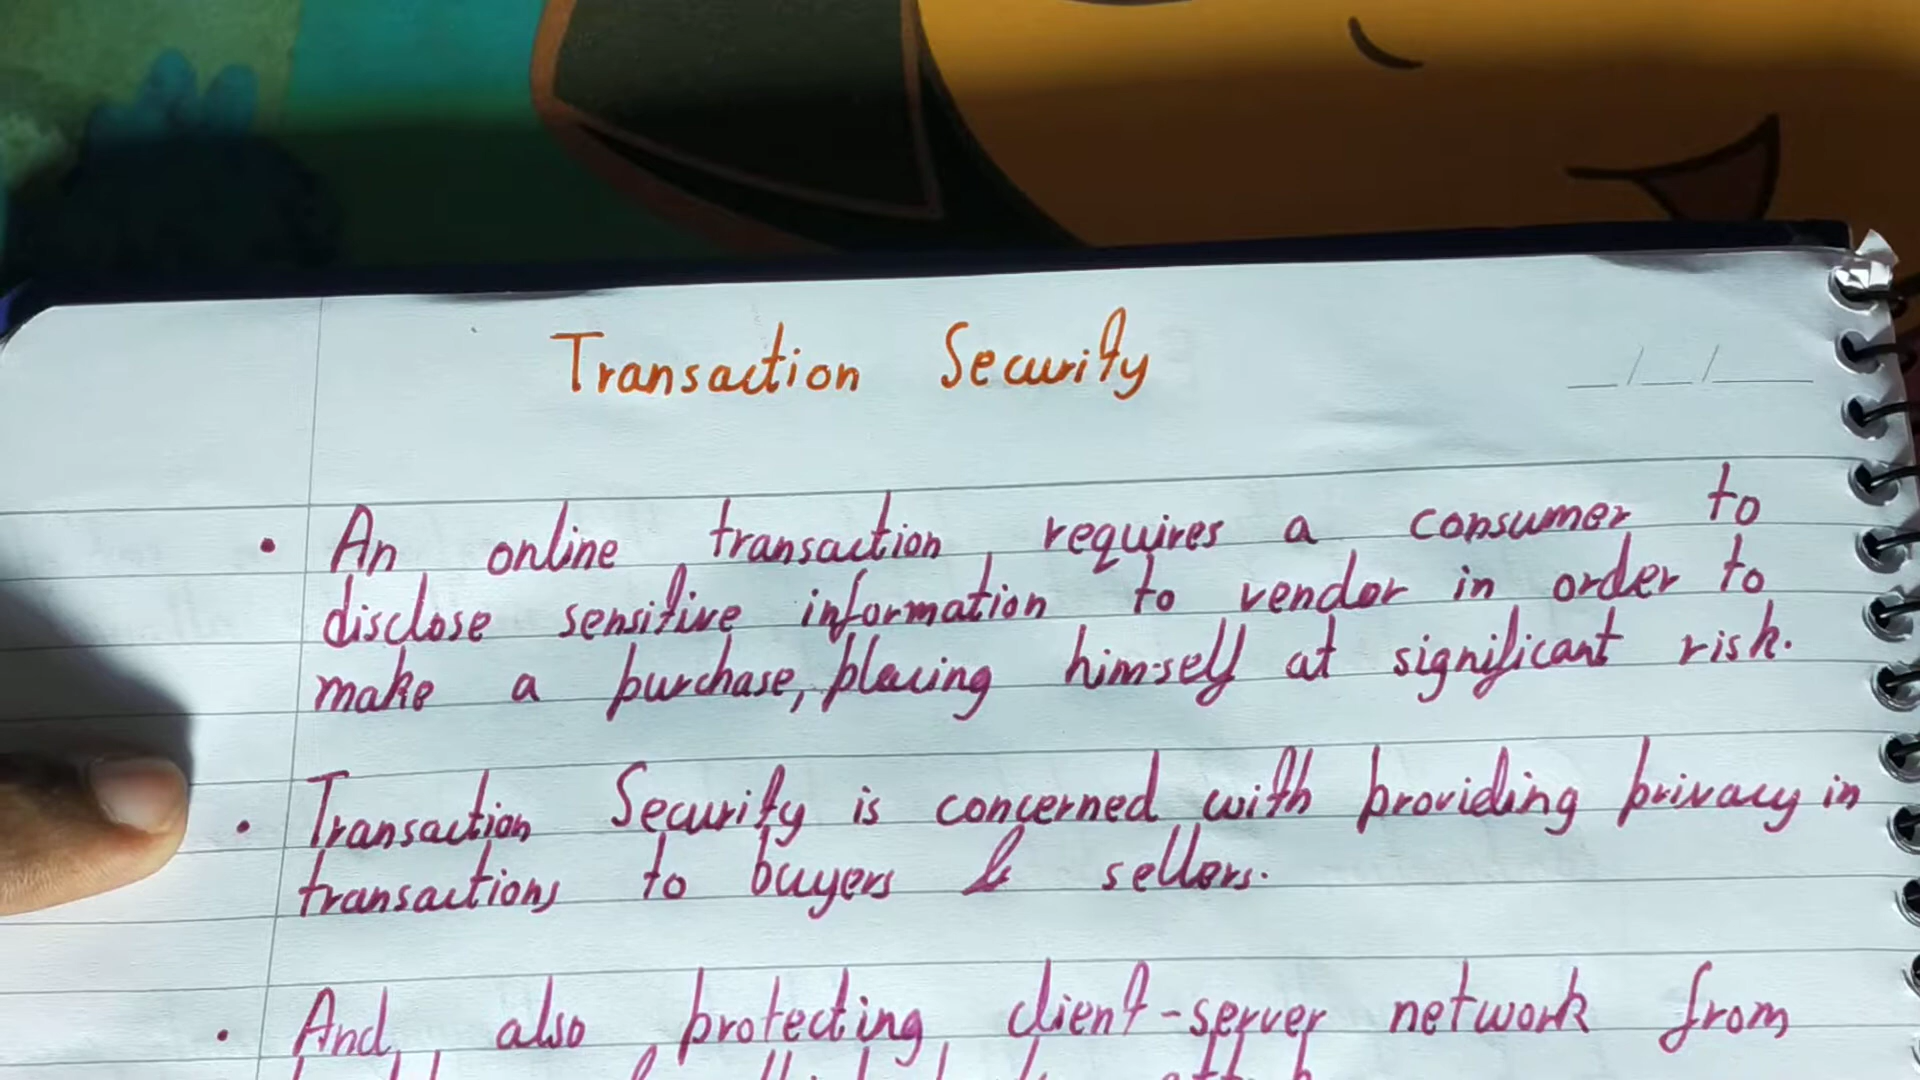 Transaction Security
• An online transaction requires a consumer to
disclose sensitive information to vendor in order to
make a purchase, placing himself at significant risk.
• Transaction Security is concerned with providing privacy in
transactions to buyers & sellers.
• And also protecting client-server network from